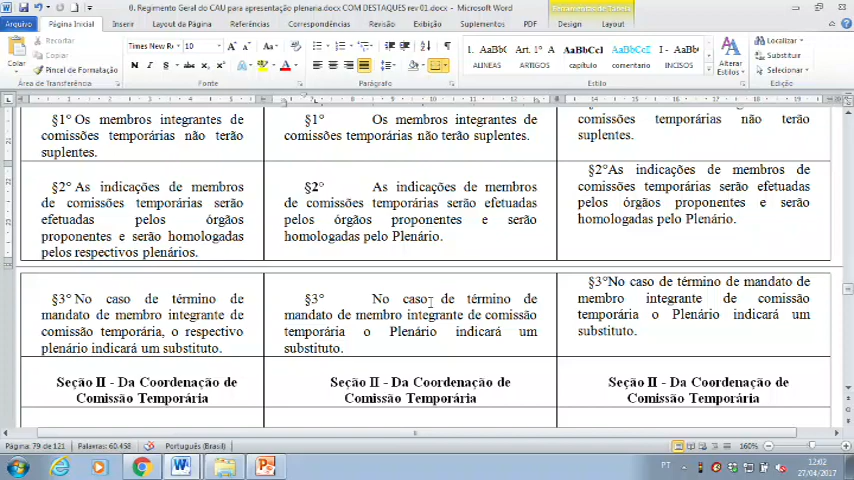 0. Regimento Geral do CAU para apresentação plenaria.docx COM DESTAQUES rev 01.docx - Microsoft Word
Ferramentas de Tabela
Arquivo Página Inicial Inserir Layout da Página Referências Correspondências Revisão Exibição Suplementos PDF Design Layout
Colar
Recortar
Copiar
Pincel de Formatação
Área de Transferência
Times New Ro 10
N I S abc
Fonte
Parágrafo
1. AaBb( ALINEAS
Art. 1º A ARTIGOS
AaBbCcI capítulo
AaBbCc comentario
I - AaBb( INCISOS
Alterar Estilos
Estilo
Localizar
Substituir
Selecionar
Edição
§1º Os membros integrantes de
comissões temporárias não terão
suplentes.
§1º Os membros integrantes de
comissões temporárias não terão suplentes.
comissões temporárias não terão
suplentes.
§2º As indicações de membros
de comissões temporárias serão
efetuadas pelos órgãos
proponentes e serão homologadas
pelos respectivos plenários.
§2º As indicações de membros
de comissões temporárias serão efetuadas
pelos órgãos proponentes e serão
homologadas pelo Plenário.
§2ºAs indicações de membros de
comissões temporárias serão efetuadas
pelos órgãos proponentes e serão
homologadas pelo Plenário.
§3º No caso de término de
mandato de membro integrante de
comissão temporária, o respectivo
plenário indicará um substituto.
§3º No caso de término de
mandato de membro integrante de comissão
temporária o Plenário indicará um
substituto.
§3ºNo caso de término de mandato de
membro integrante de comissão
temporária o Plenário indicará um
substituto.
Seção II - Da Coordenação de
Comissão Temporária
Seção II - Da Coordenação de
Comissão Temporária
Seção II - Da Coordenação de
Comissão Temporária
Página: 79 de 121 Palavras: 60.458 Português (Brasil) 160%
PT 12:02
27/04/2017